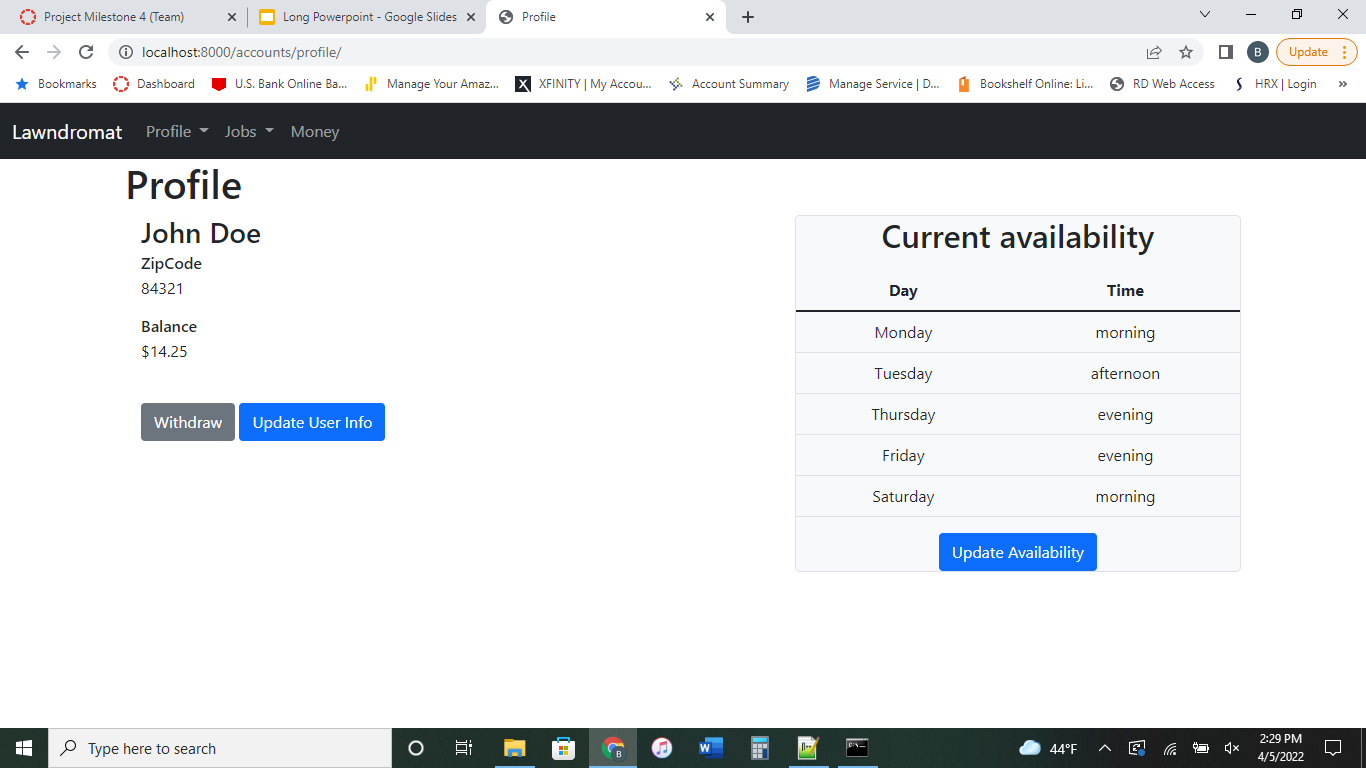 Project Milestone 4 (Team)
Long Powerpoint - Google Slides
Profile
localhost:8000/accounts/profile/
B
Update
Bookmarks
Dashboard
U.S. Bank Online Ba...
Manage Your Amaz...
XFINITY | My Accou...
Account Summary
Manage Service | D...
Bookshelf Online: Li...
RD Web Access
HRX | Login
»
Lawndromat
Profile
Jobs
Money
Profile
John Doe
ZipCode
84321
Balance
$14.25
Withdraw
Update User Info
Current availability
Day Time
Monday morning
Tuesday afternoon
Thursday evening
Friday evening
Saturday morning
Update Availability
Type here to search
44°F
2:29 PM
4/5/2022